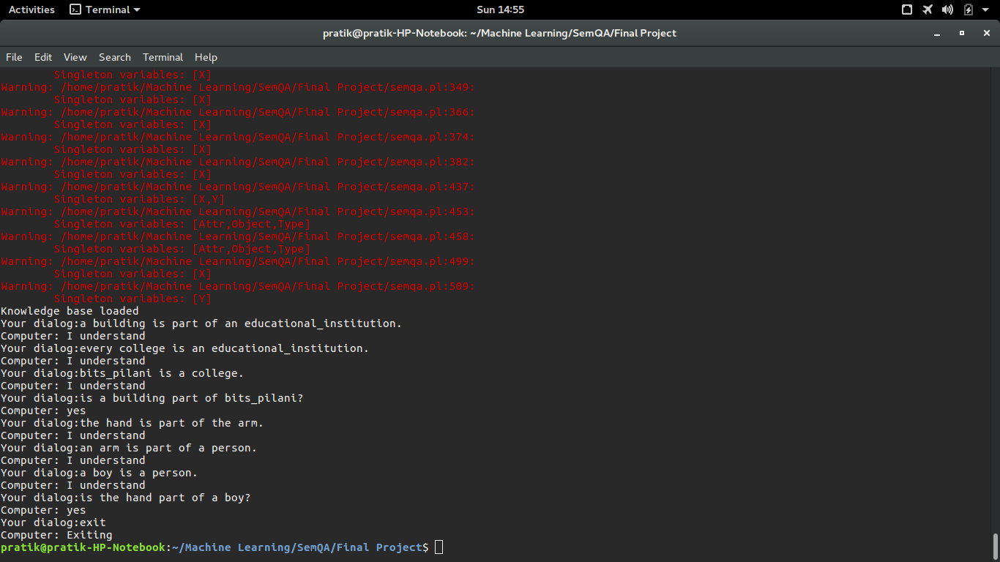 Activities Terminal Sun 14:55
pratik@pratik-HP-Notebook: ~/Machine Learning/SemQA/Final Project
File Edit View Search Terminal Help
Singleton variables: [X]
Warning: /home/pratik/Machine Learning/SemQA/Final Project/semqa.pl:349:
Singleton variables: [X]
Warning: /home/pratik/Machine Learning/SemQA/Final Project/semqa.pl:366:
Singleton variables: [X]
Warning: /home/pratik/Machine Learning/SemQA/Final Project/semqa.pl:374:
Singleton variables: [X]
Warning: /home/pratik/Machine Learning/SemQA/Final Project/semqa.pl:382:
Singleton variables: [X]
Warning: /home/pratik/Machine Learning/SemQA/Final Project/semqa.pl:437:
Singleton variables: [X,Y]
Warning: /home/pratik/Machine Learning/SemQA/Final Project/semqa.pl:453:
Singleton variables: [Attr,Object,Type]
Warning: /home/pratik/Machine Learning/SemQA/Final Project/semqa.pl:458:
Singleton variables: [Attr,Object,Type]
Warning: /home/pratik/Machine Learning/SemQA/Final Project/semqa.pl:499:
Singleton variables: [X]
Warning: /home/pratik/Machine Learning/SemQA/Final Project/semqa.pl:509:
Singleton variables: [Y]
Knowledge base loaded
Your dialog:a building is part of an educational_institution.
Computer: I understand
Your dialog:every college is an educational_institution.
Computer: I understand
Your dialog:bits_pilani is a college.
Computer: I understand
Your dialog:is a building part of bits_pilani?
Computer: yes
Your dialog:the hand is part of the arm.
Computer: I understand
Your dialog:an arm is part of a person.
Computer: I understand
Your dialog:a boy is a person.
Computer: I understand
Your dialog:is the hand part of a boy?
Computer: yes
Your dialog:exit
Computer: Exiting
pratik@pratik-HP-Notebook:~/Machine Learning/SemQA/Final Project$